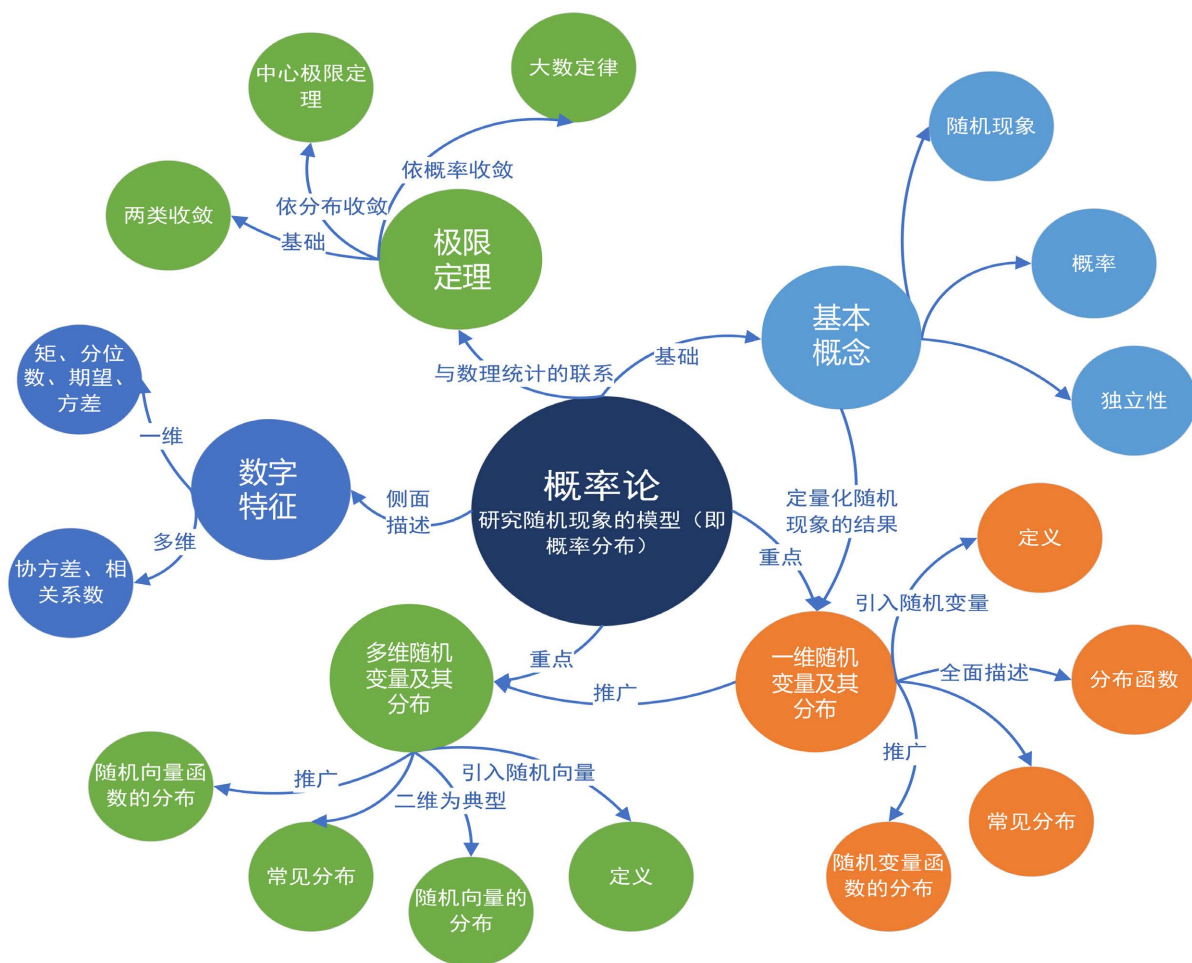 大数定律
中心极限定
理
随机现象
依概率收敛
依分布收敛
两类收敛
基础
极限
定理
概率
基本
概念
基础
与数理统计的联系
矩、分位
数、期望、
方差
独立性
一维
数字
特征
侧面
描述
概率论
研究随机现象的模型（即
概率分布）
定量化随机
现象的结果
多维
协方差、相
关系数
重点
定义
引入随机变量
多维随机
变量及其
分布
重点
推广
一维随机
变量及其
分布
全面描述
分布函数
推广
随机向量函
数的分布
推广
引入随机向量
二维为典型
常见分布
随机向量的
分布
定义
常见分布
随机变量函
数的分布